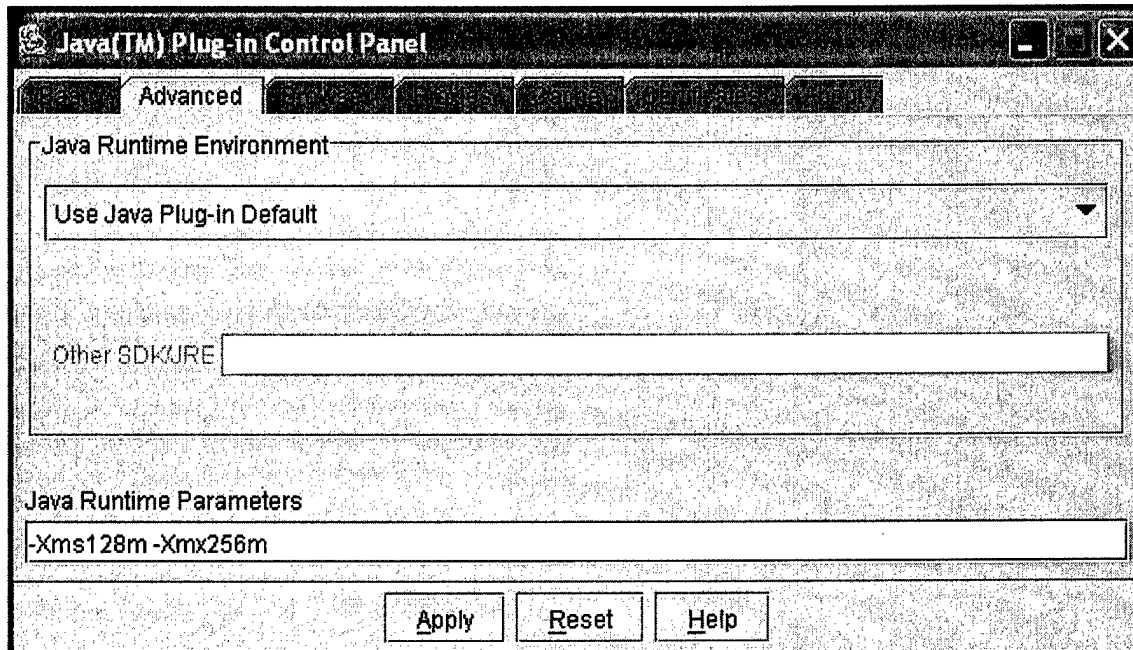 Java(TM) Plug-in Control Panel
Advanced
Java Runtime Environment
Use Java Plug-in Default
Other SDK/JRE
Java Runtime Parameters
-Xms128m -Xmx256m
Apply Reset Help